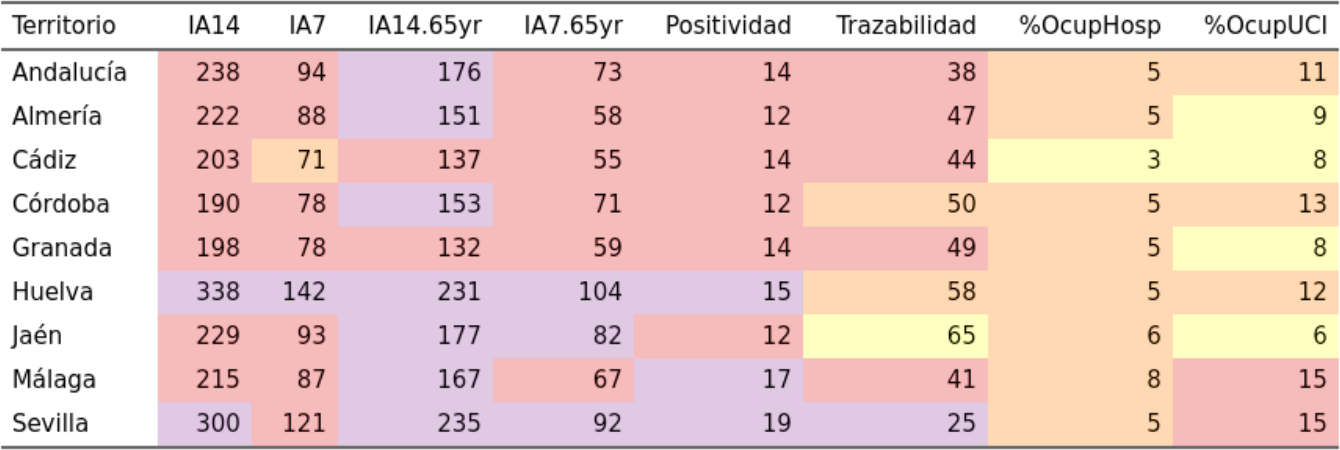 Territorio IA14 IA7 IA14.65yr IA7.65yr Positividad Trazabilidad %OcupHosp %OcupUCI
Andalucía 238 94 176 73 14 38 5 11
Almería 222 88 151 58 12 47 5 9
Cádiz 203 71 137 55 14 44 3 8
Córdoba 190 78 153 71 12 50 5 13
Granada 198 78 132 59 14 49 5 8
Huelva 338 142 231 104 15 58 5 12
Jaén 229 93 177 82 12 65 6 6
Málaga 215 87 167 67 17 41 8 15
Sevilla 300 121 235 92 19 25 5 15